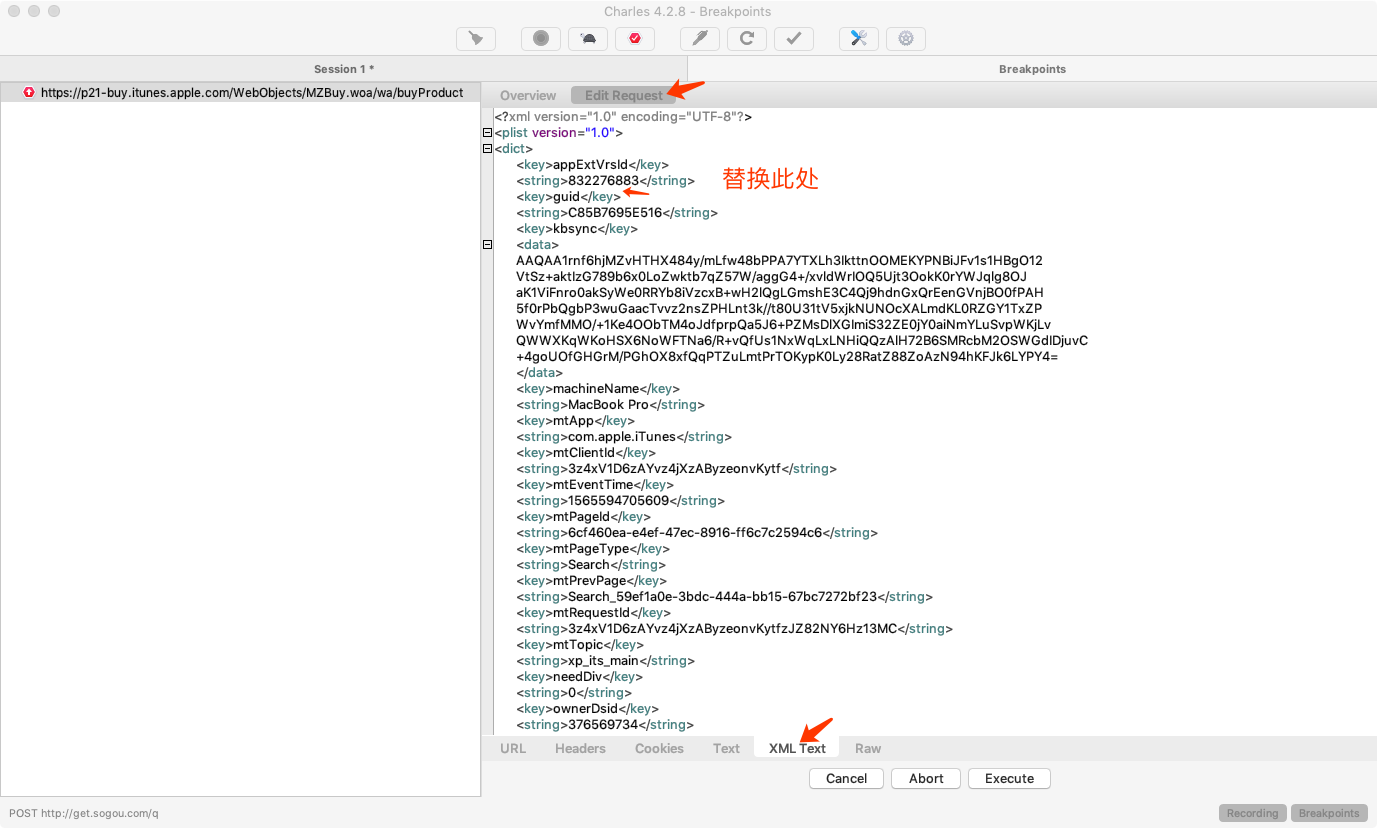 Charles 4.2.8 - Breakpoints
Session 1 *
Breakpoints
https://p21-buy.itunes.apple.com/WebObjects/MZBuy.woa/wa/buyProduct
Overview
Edit Request
<?xml version="1.0" encoding="UTF-8"?>
<plist version="1.0">
<dict>
<key>appExtVrsId</key>
<string>832276883</string>
替换此处
<key>guid</key>
<string>C85B7695E516</string>
<key>kbsync</key>
<data>
AAQAA1rnf6hjMZvHTHX484y/mLfw48bPPA7YTXLh3lkttnOOMEKYPNBiJFv1s1HBgO12
VtSz+aktlzG789b6x0LoZwktb7qZ57W/aggG4+/xvldWrlOQ5Ujt3OokK0rYWJqlg8OJ
aK1ViFnro0akSyWe0RRYb8iVzcxB+wH2lQgLGmshE3C4Qj9hdnGxQrEenGVnjBO0fPAH
5f0rPbQgbP3wuGaacTvvz2nsZPHLnt3k//t80U31tV5xjkNUNOcXALmdKL0RZGY1TxZP
WvYmfMMO/+1Ke4OObTM4oJdfprpQa5J6+PZMsDlXGlmiS32ZE0jY0aiNmYLuSvpWKjLv
QWWXKqWKoHSX6NoWFTNa6/R+vQfUs1NxWqLxLNHiQQzAlH72B6SMRcbM2OSWGdlDjuvC
+4goUOfGHGrM/PGhOX8xfQqPTZuLmtPrTOKypK0Ly28RatZ88ZoAzN94hKFJk6LYPY4=
</data>
<key>machineName</key>
<string>MacBook Pro</string>
<key>mtApp</key>
<string>com.apple.iTunes</string>
<key>mtClientId</key>
<string>3z4xV1D6zAYvz4jXzAByzeonvKytf</string>
<key>mtEventTime</key>
<string>1565594705609</string>
<key>mtPageId</key>
<string>6cf460ea-e4ef-47ec-8916-ff6c7c2594c6</string>
<key>mtPageType</key>
<string>Search</string>
<key>mtPrevPage</key>
<string>Search_59ef1a0e-3bdc-444a-bb15-67bc7272bf23</string>
<key>mtRequestId</key>
<string>3z4xV1D6zAYvz4jXzAByzeonvKytfzJZ82NY6Hz13MC</string>
<key>mtTopic</key>
<string>xp_its_main</string>
<key>needDiv</key>
<string>0</string>
<key>ownerDsid</key>
<string>376569734</string>
URL
Headers
Cookies
Text
XML Text
Raw
Cancel
Abort
Execute
POST http://get.sogou.com/q
Recording
Breakpoints